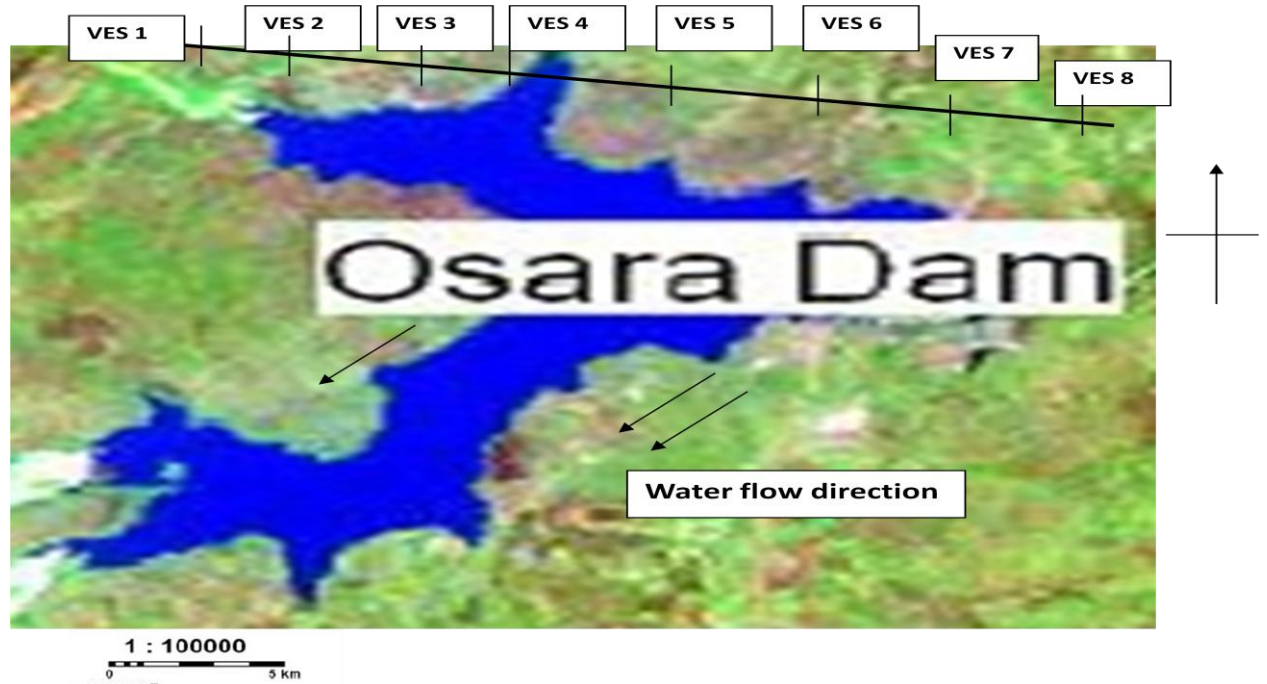 VES 1
VES 2
VES 3
VES 4
VES 5
VES 6
VES 7
VES 8
Osara Dam
Water flow direction
1 : 100000
0 5 km